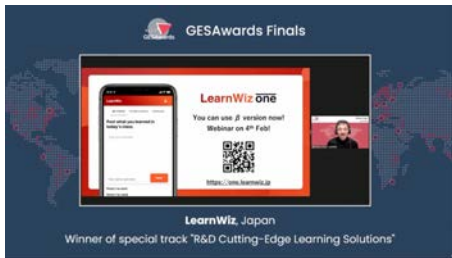 GESAwards
GESAwards Finals
LearnWiz
Post what you learned in
today's class.
LearnWiz one
You can use β version now!
Webinar on 4th Feb!
https://one.learnwiz.jp
LearnWiz, Japan
Winner of special track "R&D Cutting-Edge Learning Solutions"